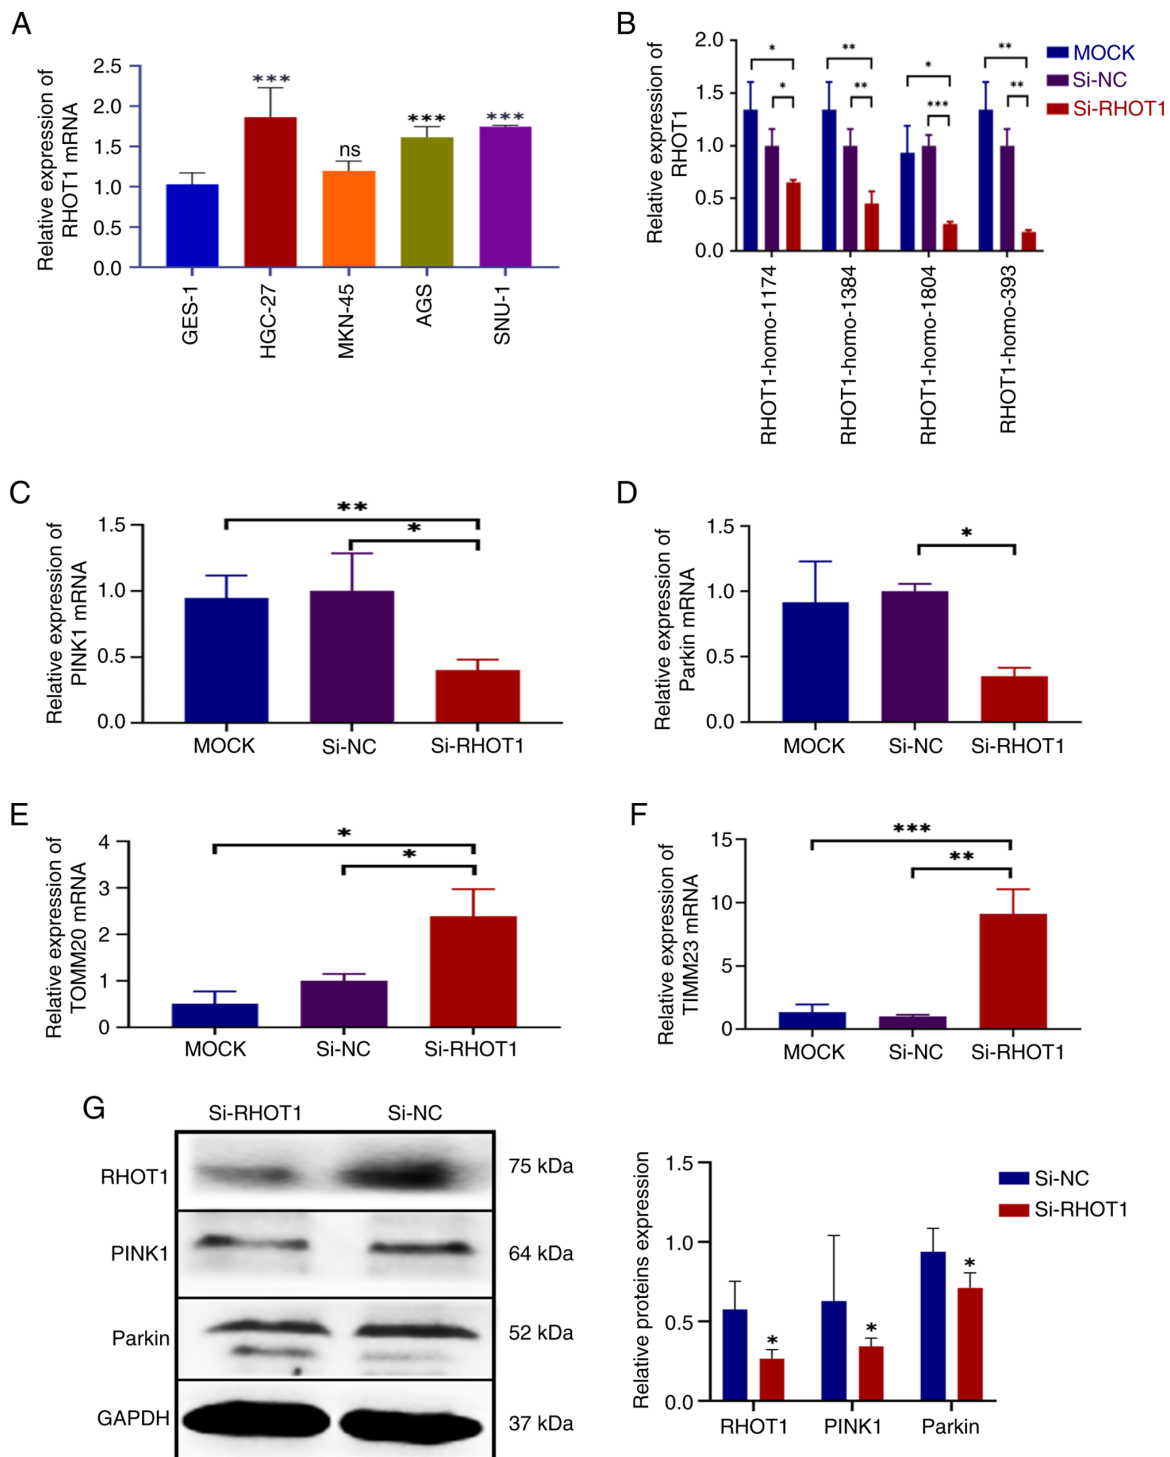 A
Relative expression of
RHOT1 mRNA
2.5
2.0
1.5
1.0
0.5
0.0
***
ns
***
***
GES-1
HGC-27
MKN-45
AGS
SNU-1
B
Relative expression of
RHOT1
2.0
1.5
1.0
0.5
0.0
*
*
**
**
*
***
**
**
MOCK
Si-NC
Si-RHOT1
RHOT1-homo-1174
RHOT1-homo-1384
RHOT1-homo-1804
RHOT1-homo-393
C
Relative expression of
PINK1 mRNA
1.5
1.0
0.5
0.0
**
*
MOCK
Si-NC
Si-RHOT1
D
Relative expression of
Parkin mRNA
1.5
1.0
0.5
0.0
*
MOCK
Si-NC
Si-RHOT1
E
Relative expression of
TOMM20 mRNA
4
3
2
1
0
*
*
MOCK
Si-NC
Si-RHOT1
F
Relative expression of
TIMM23 mRNA
15
10
5
0
***
**
MOCK
Si-NC
Si-RHOT1
G
Si-RHOT1
Si-NC
RHOT1
75 kDa
PINK1
64 kDa
Parkin
52 kDa
GAPDH
37 kDa
Relative proteins expression
1.5
1.0
0.5
0.0
*
*
*
Si-NC
Si-RHOT1
RHOT1
PINK1
Parkin